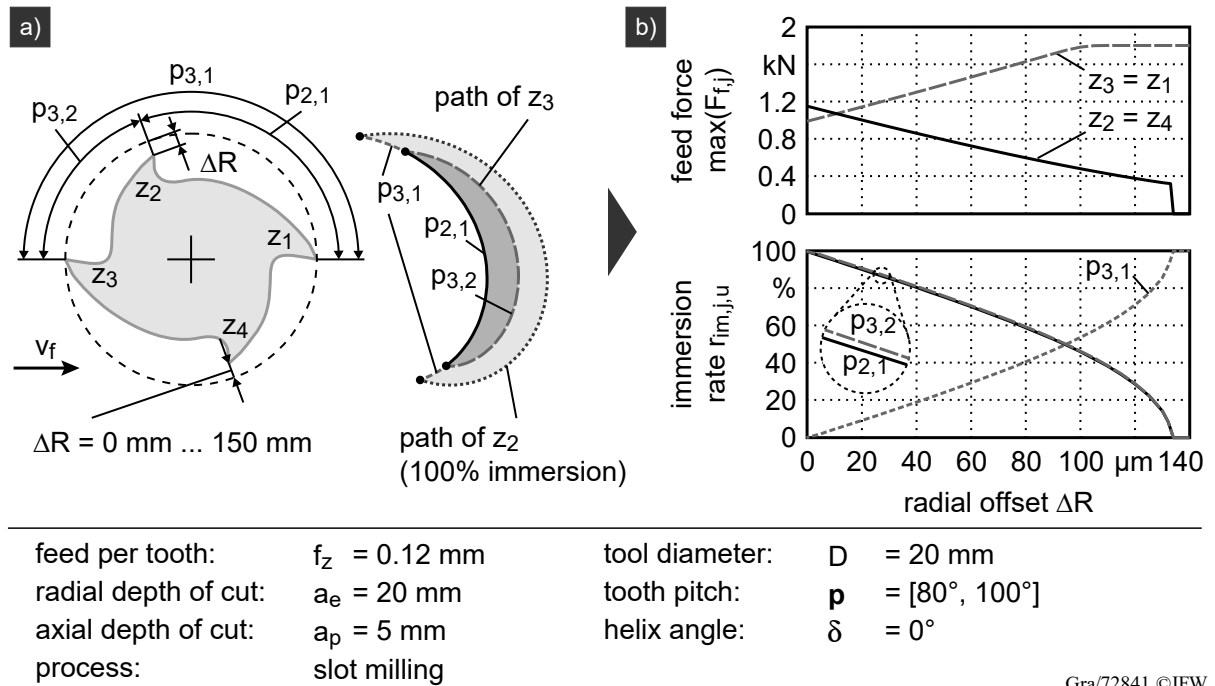 a)
p3,1
p3,2
p2,1
ΔR
z2
z1
z3
z4
vf
ΔR = 0 mm ... 150 mm
path of z3
p3,1
p2,1
p3,2
path of z2
(100% immersion)
b)
feed force
max(Ff,j)
2
kN
1.2
0.8
0.4
0
z3 = z1
z2 = z4
immersion
rate rim,j,u
100
%
60
40
20
0
p3,1
p3,2
p2,1
0 20 40 60 80 100 µm 140
radial offset ΔR
feed per tooth: fz = 0.12 mm
radial depth of cut: ae = 20 mm
axial depth of cut: ap = 5 mm
process: slot milling
tool diameter: D = 20 mm
tooth pitch: p = [80°, 100°]
helix angle: δ = 0°
Gra/72841 ©IFW